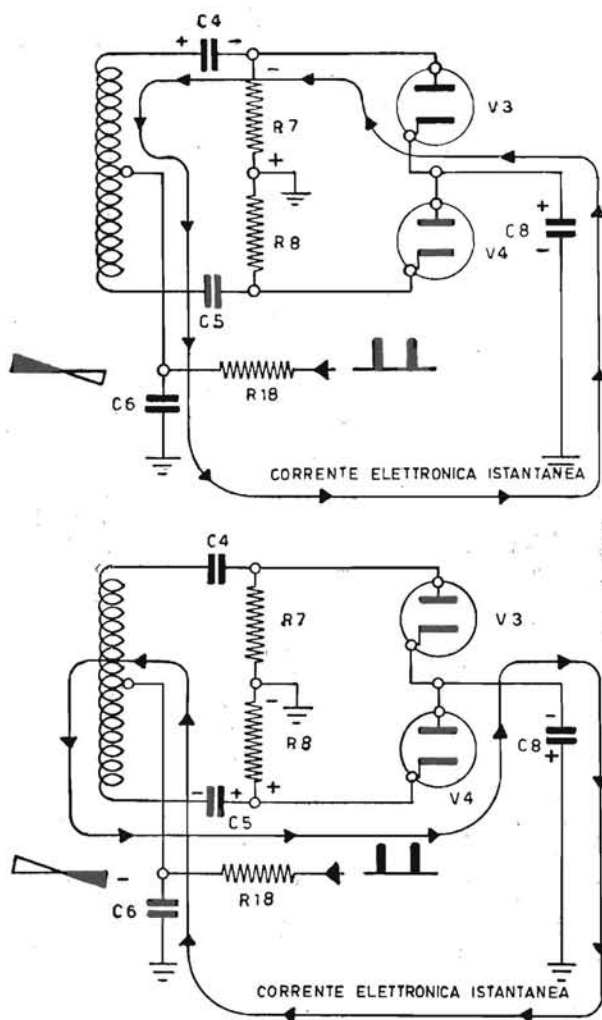 C4
+ -
-
V3
R7
+
+
C8
R8
-
V4
C5
C6
R18
CORRENTE ELETTRONICA ISTANTANEA
C4
R7
V3
-
-
R8
C8
+
V4
- +
+
C5
-
R18
C6
CORRENTE ELETTRONICA ISTANTANEA